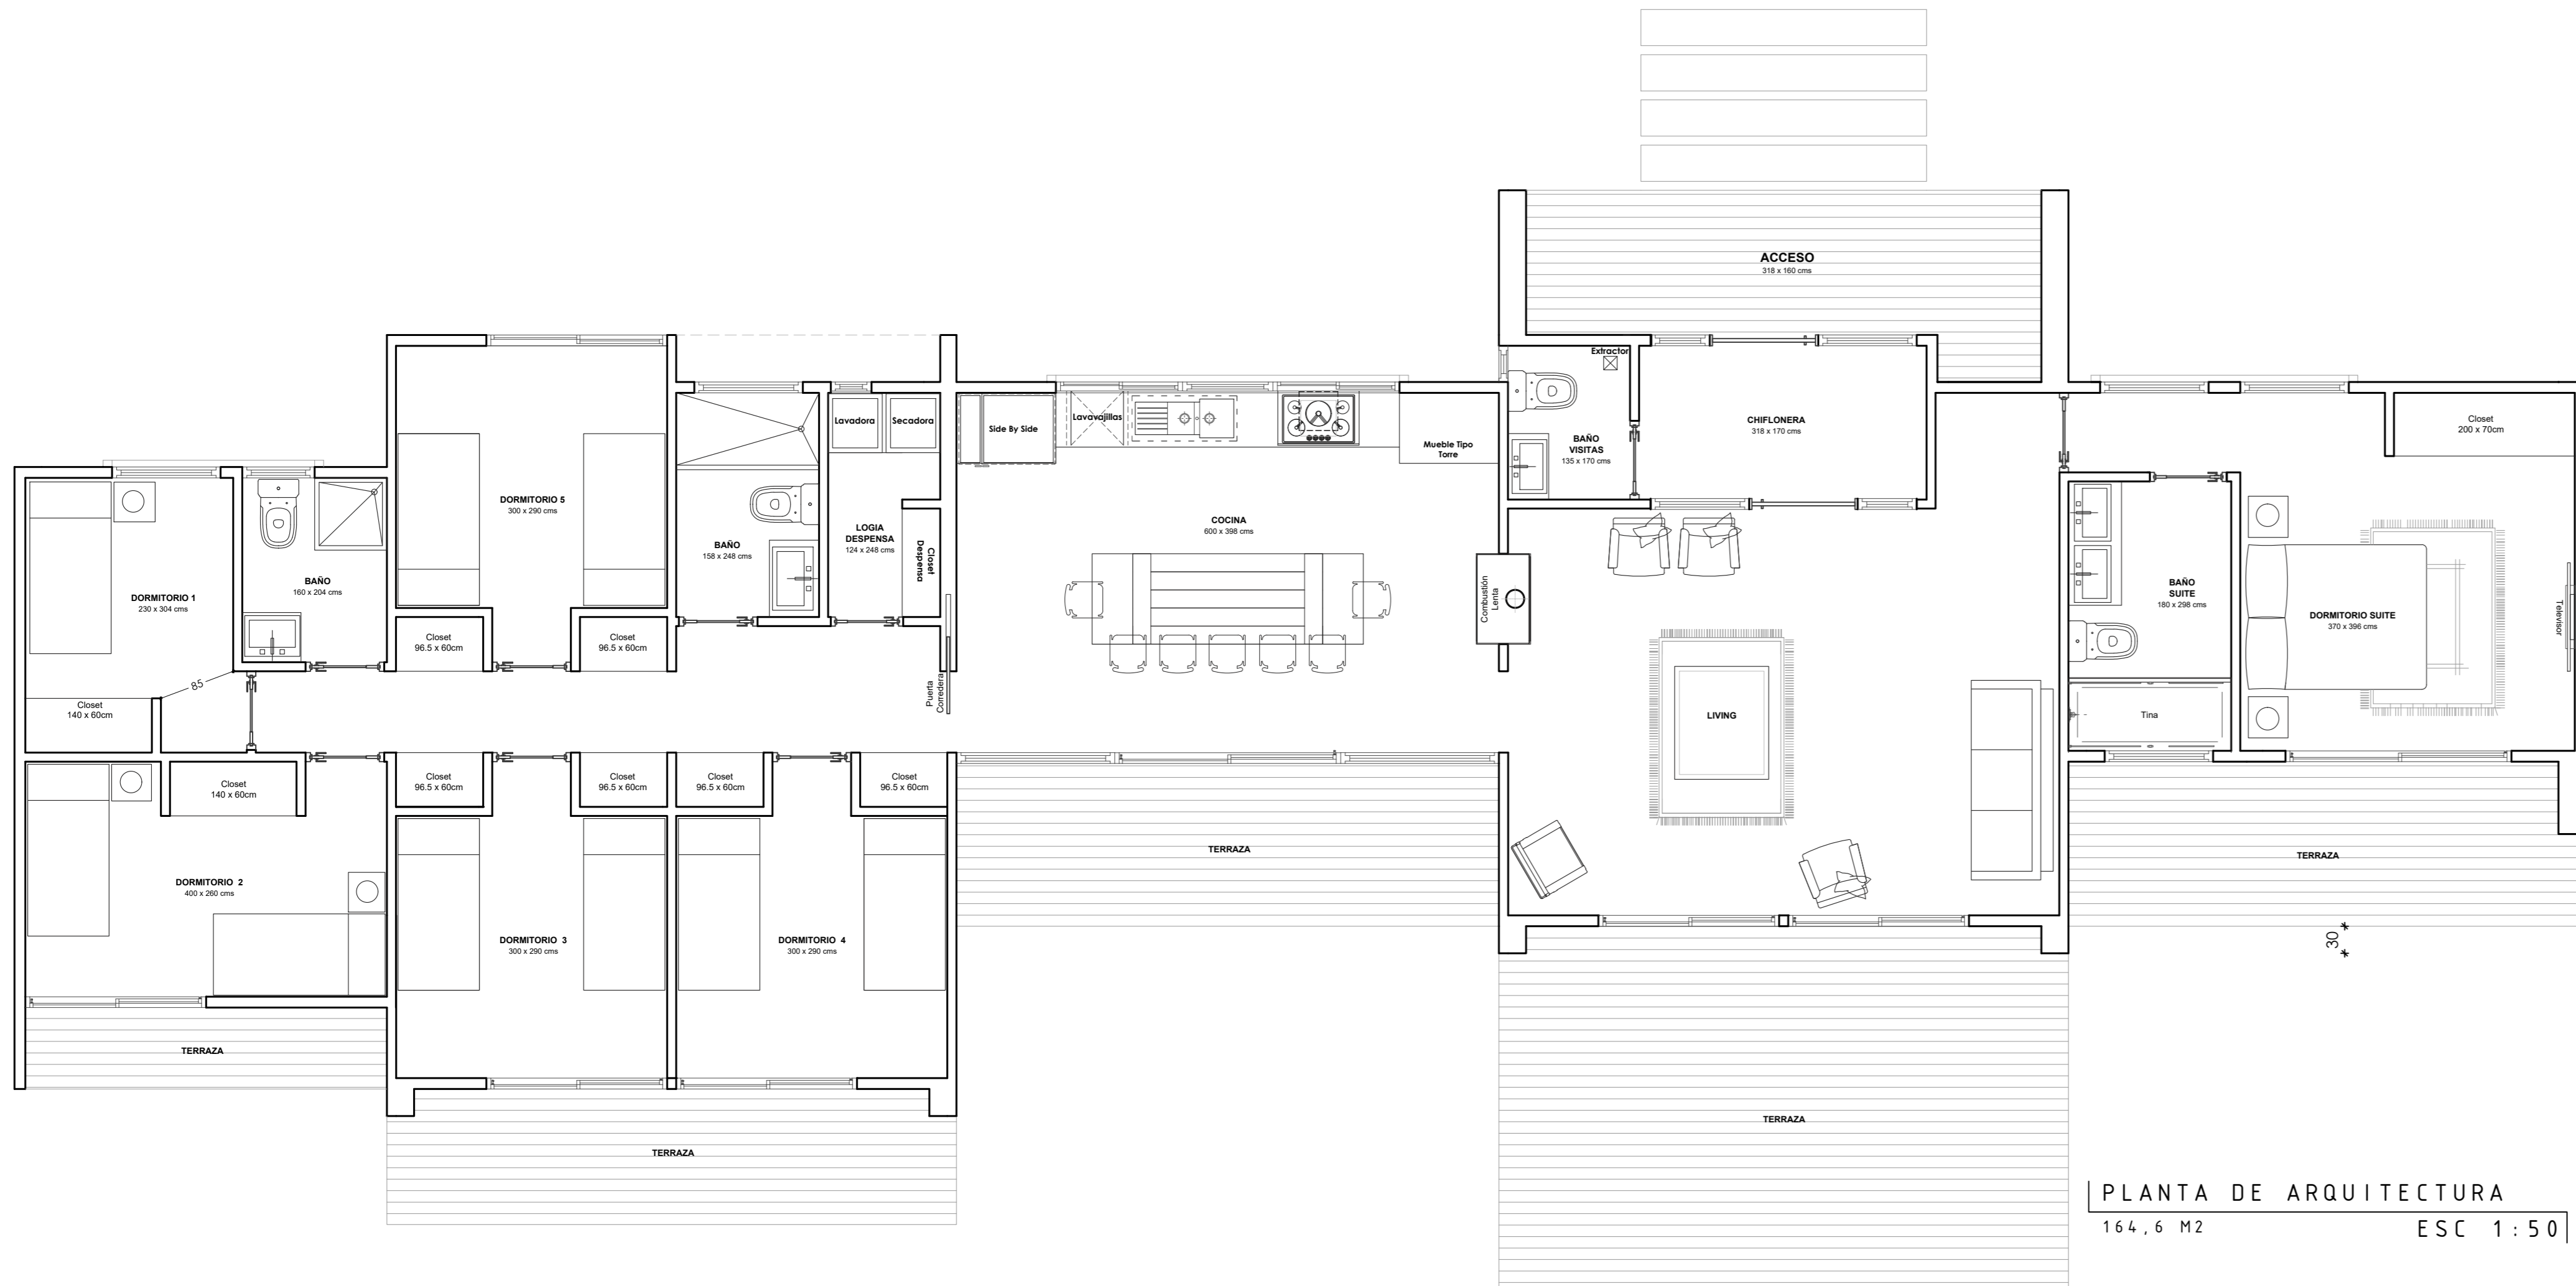 ACCESO
318 x 160 cms
Extractor
BAÑO
VISITAS
135 x 170 cms
CHIFLONERA
318 x 170 cms
Closet
200 x 70cm
Lavadora
Secadora
Side By Side
Lavavajillas
Mueble Tipo
Torre
DORMITORIO 5
300 x 290 cms
BAÑO
158 x 248 cms
LOGIA
DESPENSA
124 x 248 cms
Closet
Despensa
COCINA
600 x 398 cms
DORMITORIO 1
230 x 304 cms
BAÑO
160 x 204 cms
Combustión
Lenta
BAÑO
SUITE
180 x 298 cms
DORMITORIO SUITE
370 x 396 cms
Televisor
Closet
96.5 x 60cm
Closet
96.5 x 60cm
85
Closet
140 x 60cm
Puerta
Corredera
LIVING
Tina
Closet
140 x 60cm
Closet
96.5 x 60cm
Closet
96.5 x 60cm
Closet
96.5 x 60cm
Closet
96.5 x 60cm
TERRAZA
TERRAZA
DORMITORIO 2
400 x 260 cms
DORMITORIO 3
300 x 290 cms
DORMITORIO 4
300 x 290 cms
30
TERRAZA
TERRAZA
TERRAZA
PLANTA DE ARQUITECTURA
164,6 M2
ESC 1:50